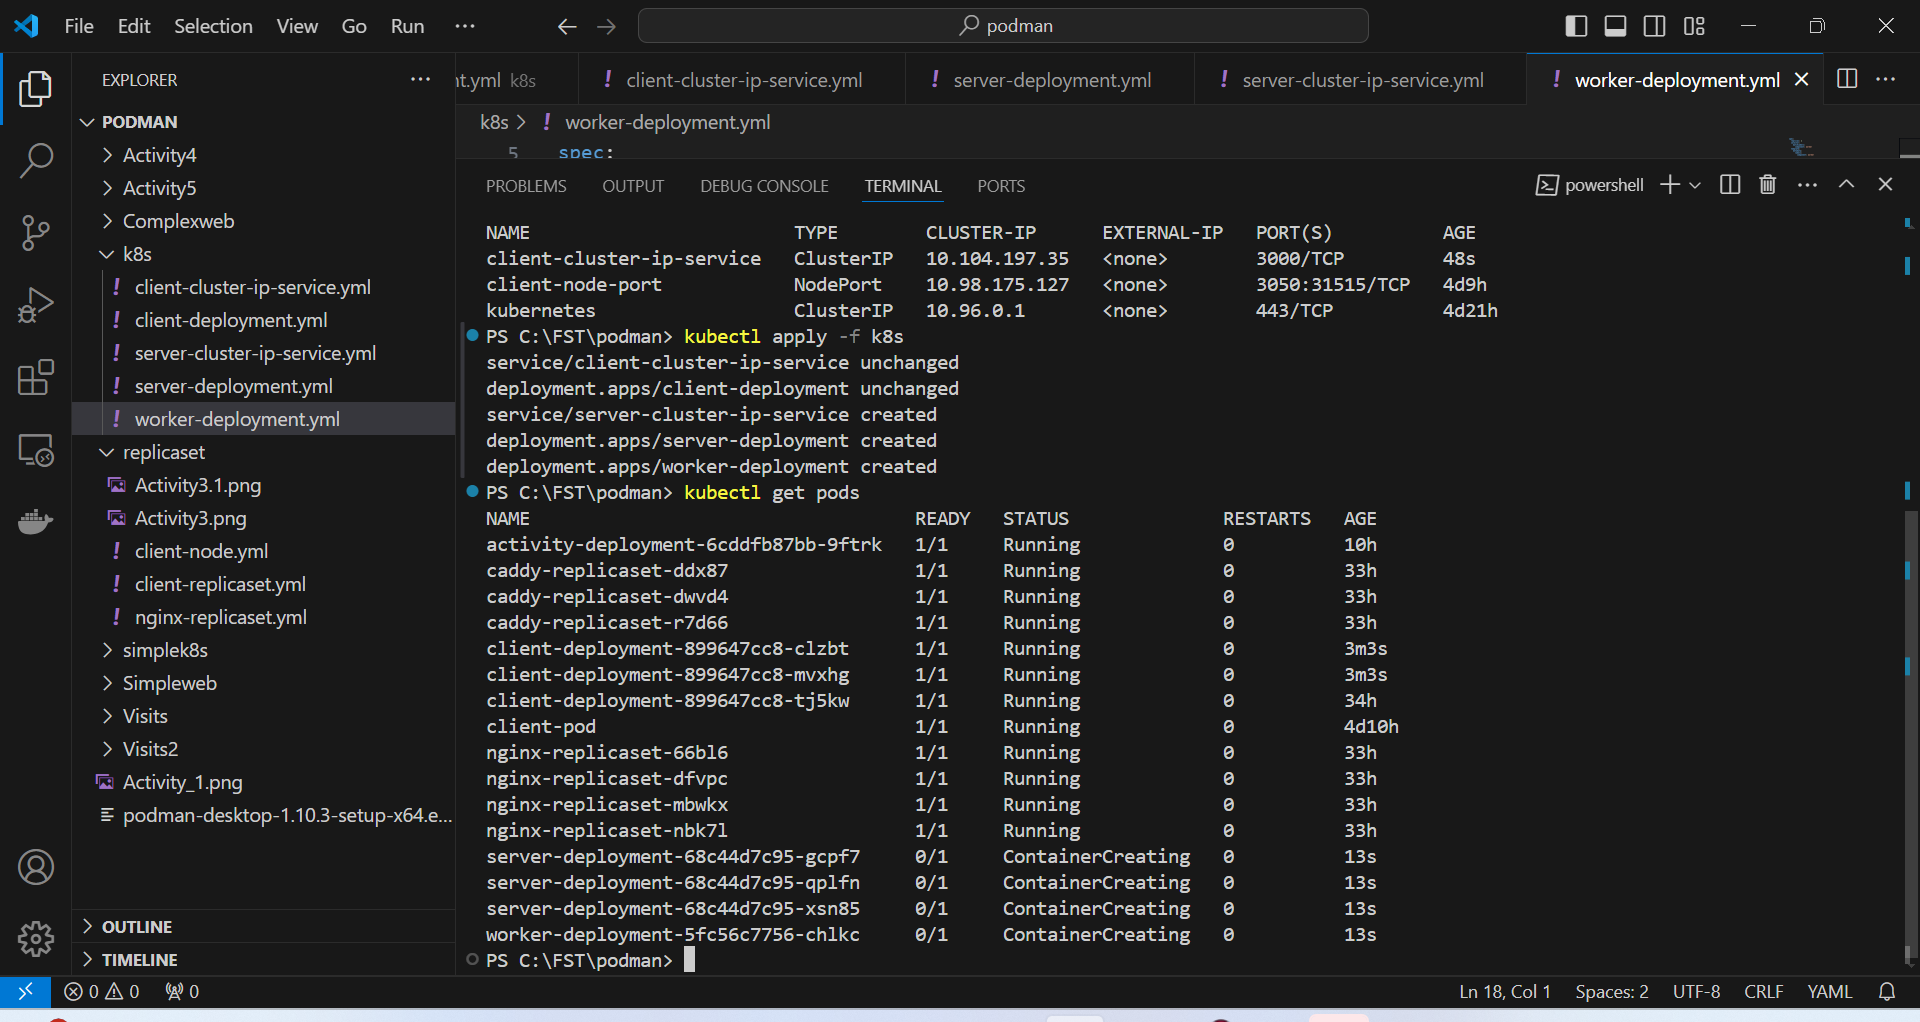 File Edit Selection View Go Run ··· podman
EXPLORER ···
PODMAN
Activity4
Activity5
Complexweb
k8s
! client-cluster-ip-service.yml
! client-deployment.yml
! server-cluster-ip-service.yml
! server-deployment.yml
! worker-deployment.yml
replicaset
Activity3.1.png
Activity3.png
! client-node.yml
! client-replicaset.yml
! nginx-replicaset.yml
simplek8s
Simpleweb
Visits
Visits2
Activity_1.png
podman-desktop-1.10.3-setup-x64.e...
OUTLINE
TIMELINE
nt.yml k8s ! client-cluster-ip-service.yml ! server-deployment.yml ! server-cluster-ip-service.yml ! worker-deployment.yml ···
k8s > ! worker-deployment.yml
5 spec:
PROBLEMS OUTPUT DEBUG CONSOLE TERMINAL PORTS powershell ···
NAME TYPE CLUSTER-IP EXTERNAL-IP PORT(S) AGE
client-cluster-ip-service ClusterIP 10.104.197.35 <none> 3000/TCP 48s
client-node-port NodePort 10.98.175.127 <none> 3050:31515/TCP 4d9h
kubernetes ClusterIP 10.96.0.1 <none> 443/TCP 4d21h
PS C:\FST\podman> kubectl apply -f k8s
service/client-cluster-ip-service unchanged
deployment.apps/client-deployment unchanged
service/server-cluster-ip-service created
deployment.apps/server-deployment created
deployment.apps/worker-deployment created
PS C:\FST\podman> kubectl get pods
NAME READY STATUS RESTARTS AGE
activity-deployment-6cddfb87bb-9ftrk 1/1 Running 0 10h
caddy-replicaset-ddx87 1/1 Running 0 33h
caddy-replicaset-dwvd4 1/1 Running 0 33h
caddy-replicaset-r7d66 1/1 Running 0 33h
client-deployment-899647cc8-clzbt 1/1 Running 0 3m3s
client-deployment-899647cc8-mvxhg 1/1 Running 0 3m3s
client-deployment-899647cc8-tj5kw 1/1 Running 0 34h
client-pod 1/1 Running 0 4d10h
nginx-replicaset-66bl6 1/1 Running 0 33h
nginx-replicaset-dfvpc 1/1 Running 0 33h
nginx-replicaset-mbwkx 1/1 Running 0 33h
nginx-replicaset-nbk7l 1/1 Running 0 33h
server-deployment-68c44d7c95-gcpf7 0/1 ContainerCreating 0 13s
server-deployment-68c44d7c95-qplfn 0/1 ContainerCreating 0 13s
server-deployment-68c44d7c95-xsn85 0/1 ContainerCreating 0 13s
worker-deployment-5fc56c7756-chlkc 0/1 ContainerCreating 0 13s
PS C:\FST\podman>
0 0 0 Ln 18, Col 1 Spaces: 2 UTF-8 CRLF YAML